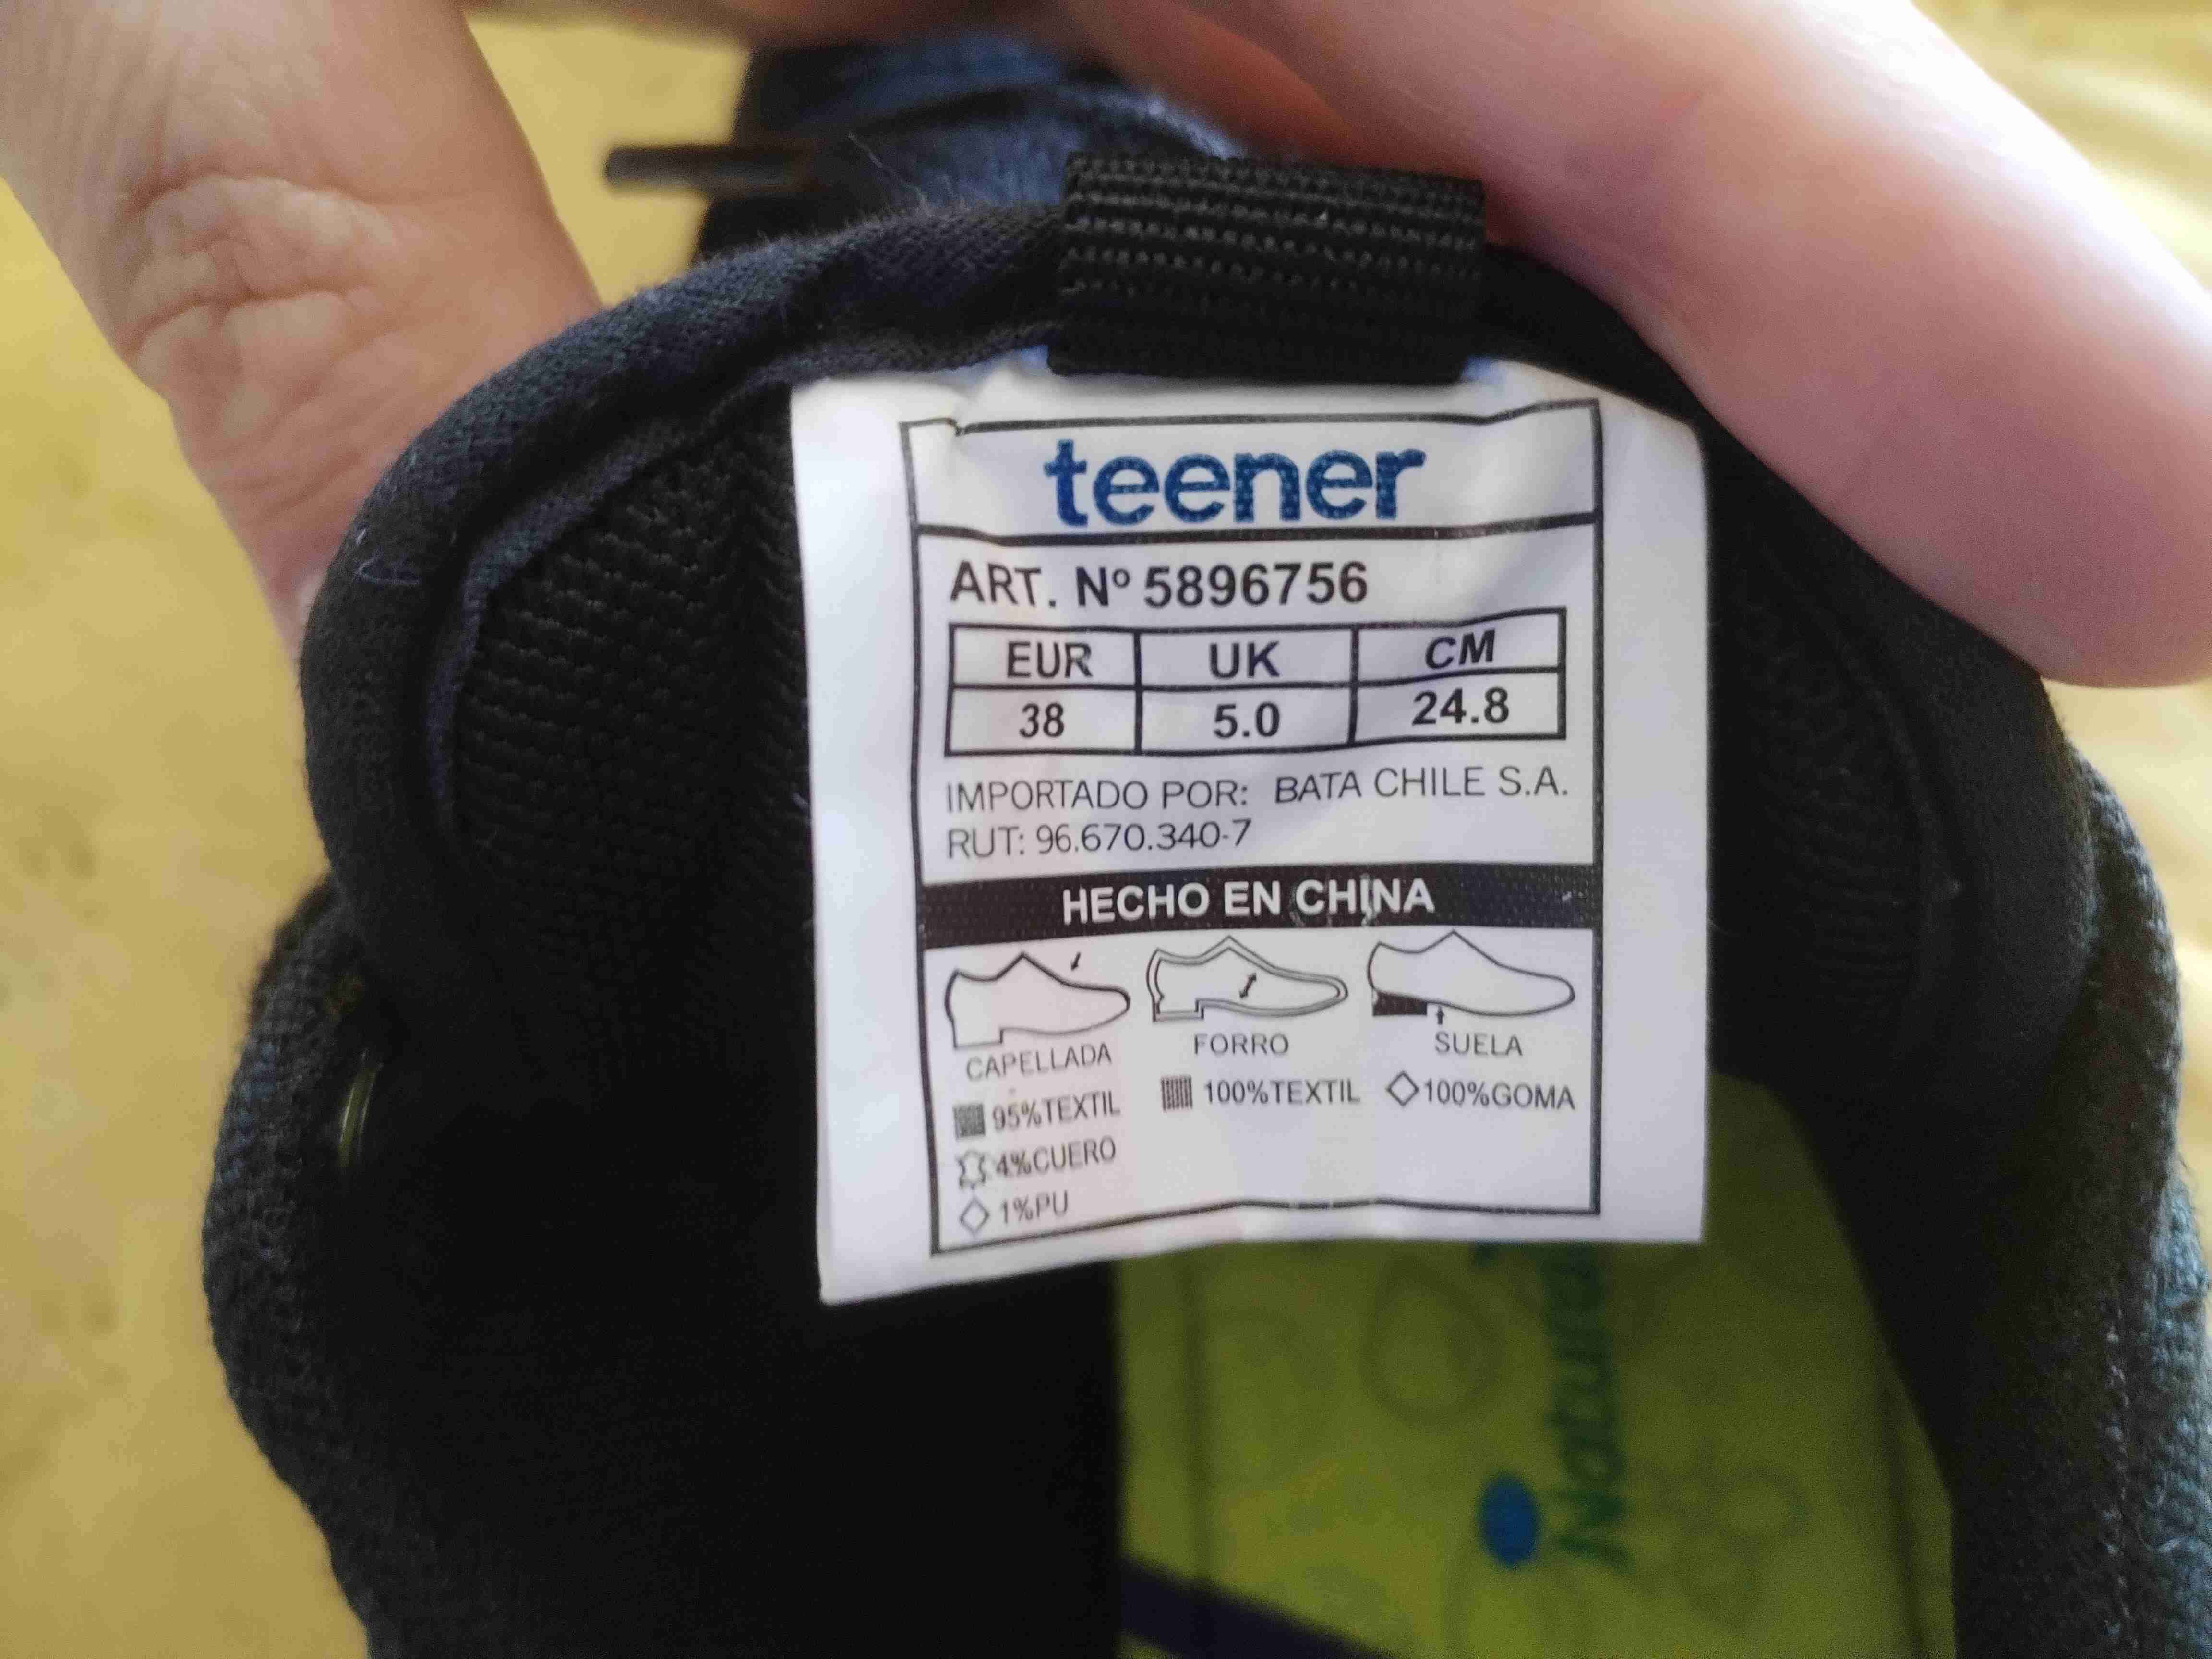 teener
ART. Nº 5896756
EUR UK CM
38 5.0 24.8
IMPORTADO POR: BATA CHILE S.A.
RUT: 96.670.340-7
HECHO EN CHINA
CAPELLADA FORRO SUELA
95%TEXTIL 100%TEXTIL 100%GOMA
4%CUERO
1%PU